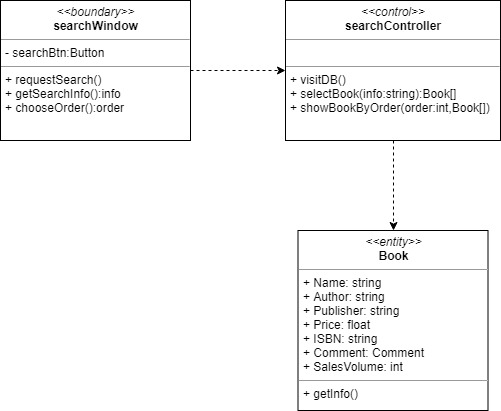 <<boundary>>
searchWindow
- searchBtn:Button
+ requestSearch()
+ getSearchInfo():info
+ chooseOrder():order
<<control>>
searchController
+ visitDB()
+ selectBook(info:string):Book[]
+ showBookByOrder(order:int,Book[])
<<entity>>
Book
+ Name: string
+ Author: string
+ Publisher: string
+ Price: float
+ ISBN: string
+ Comment: Comment
+ SalesVolume: int
+ getInfo()